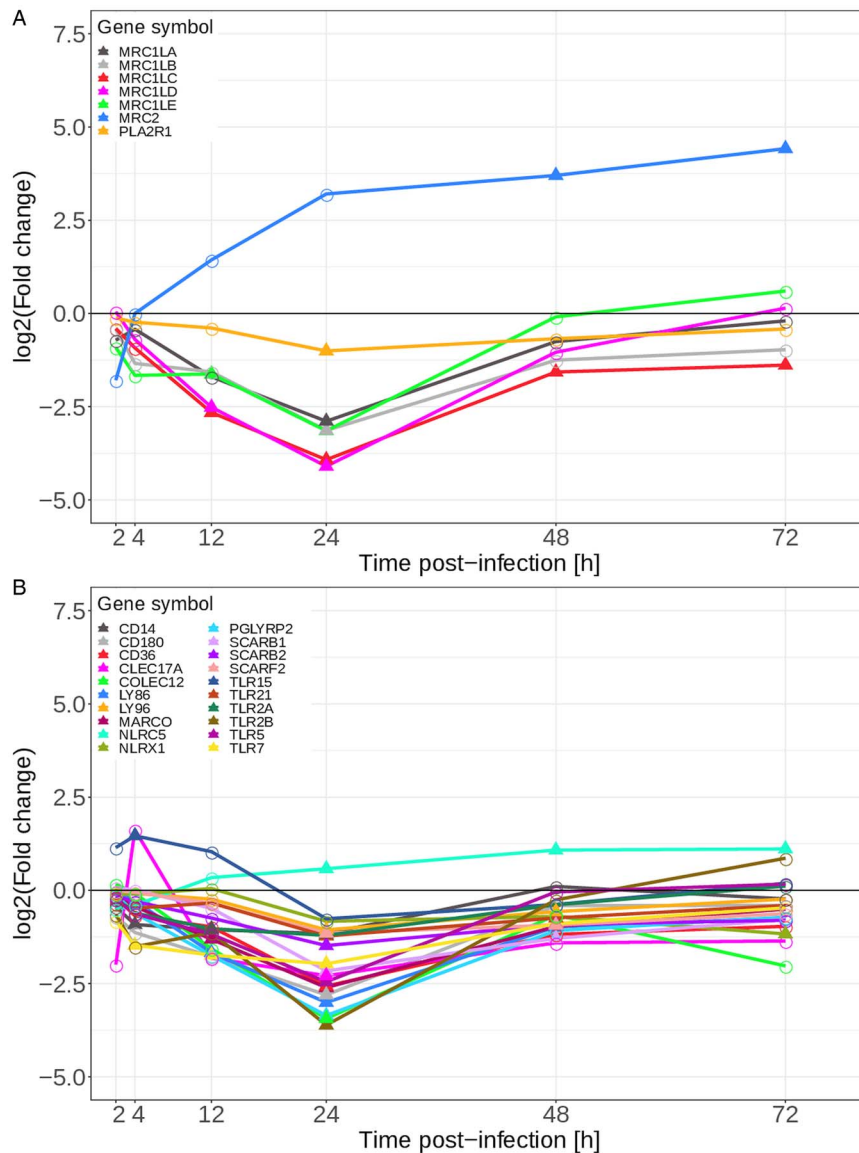 A
Gene symbol
MRC1LA
MRC1LB
MRC1LC
MRC1LD
MRC1LE
MRC2
PLA2R1
7.5
5.0
2.5
0.0
−2.5
−5.0
log2(Fold change)
2 4 12 24 48 72
Time post−infection [h]
B
Gene symbol
CD14 PGLYRP2
CD180 SCARB1
CD36 SCARB2
CLEC17A SCARF2
COLEC12 TLR15
LY86 TLR21
LY96 TLR2A
MARCO TLR2B
NLRC5 TLR5
NLRX1 TLR7
7.5
5.0
2.5
0.0
−2.5
−5.0
log2(Fold change)
2 4 12 24 48 72
Time post−infection [h]